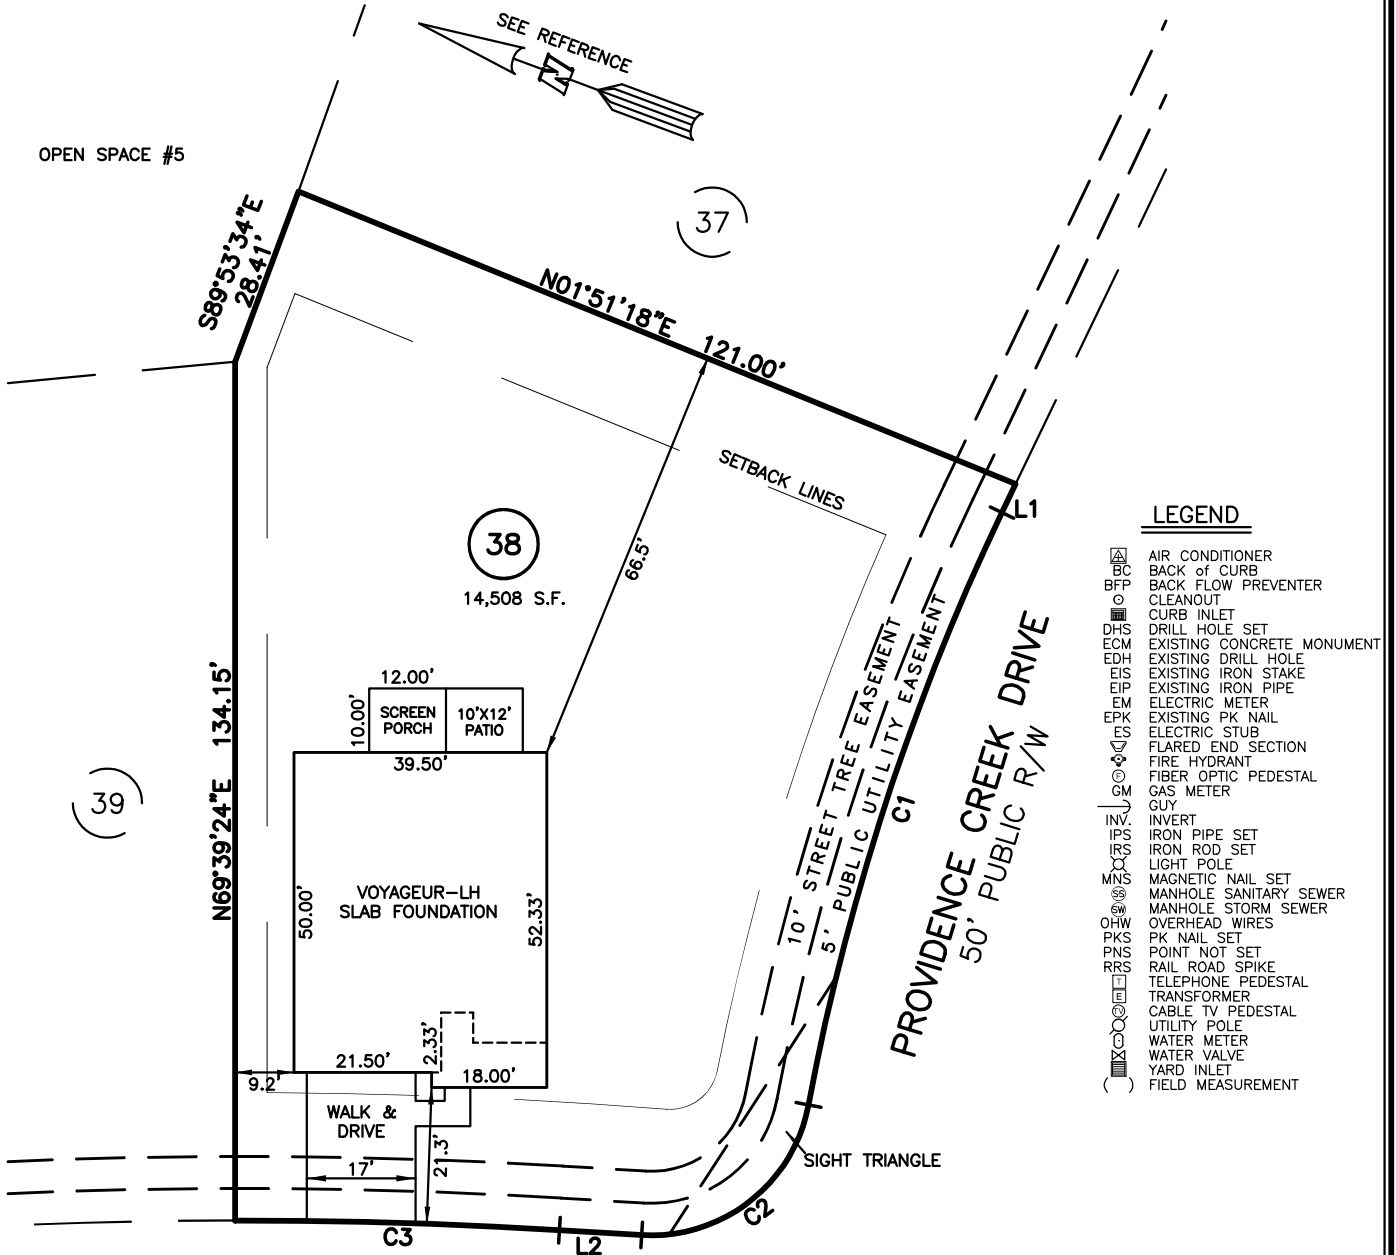 SEE REFERENCE
N
OPEN SPACE #5
37
S89°53'34"E
28.41'
N01°51'18"E 121.00'
SETBACK LINES
L1
38
14,508 S.F.
66.5'
LEGEND
AIR CONDITIONER
BC BACK of CURB
BFP BACK FLOW PREVENTER
CLEANOUT
CURB INLET
DHS DRILL HOLE SET
ECM EXISTING CONCRETE MONUMENT
EDH EXISTING DRILL HOLE
EIS EXISTING IRON STAKE
EIP EXISTING IRON PIPE
EM ELECTRIC METER
EPK EXISTING PK NAIL
ES ELECTRIC STUB
FLARED END SECTION
FIRE HYDRANT
F FIBER OPTIC PEDESTAL
GM GAS METER
GUY
INV. INVERT
IPS IRON PIPE SET
IRS IRON ROD SET
LIGHT POLE
MNS MAGNETIC NAIL SET
SS MANHOLE SANITARY SEWER
SW MANHOLE STORM SEWER
OHW OVERHEAD WIRES
PKS PK NAIL SET
PNS POINT NOT SET
RRS RAIL ROAD SPIKE
T TELEPHONE PEDESTAL
E TRANSFORMER
TV CABLE TV PEDESTAL
UTILITY POLE
WATER METER
WATER VALVE
YARD INLET
( ) FIELD MEASUREMENT
N69°39'24"E 134.15'
39
12.00'
10.00'
SCREEN
PORCH
10'X12'
PATIO
39.50'
50.00'
52.33'
VOYAGEUR-LH
SLAB FOUNDATION
2.33'
21.50'
18.00'
9.2'
WALK &
DRIVE
17'
21.3'
10' STREET TREE EASEMENT
5' PUBLIC UTILITY EASEMENT
C1
PROVIDENCE CREEK DRIVE
50' PUBLIC R/W
SIGHT TRIANGLE
C2
C3
L2